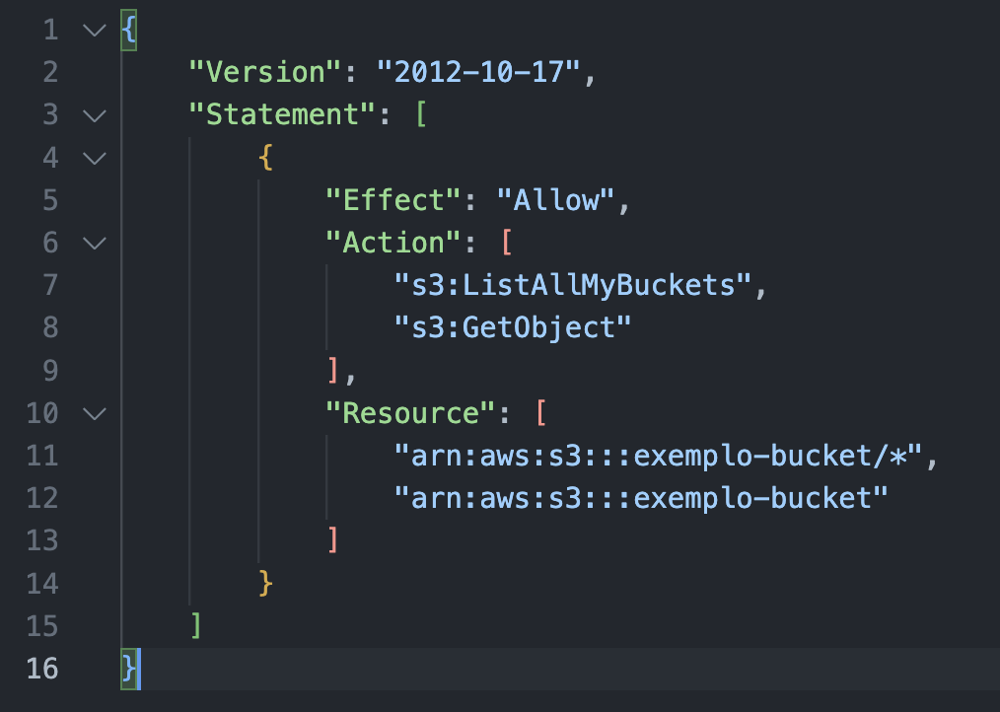 1 {
2 "Version": "2012-10-17",
3 "Statement": [
4 {
5 "Effect": "Allow",
6 "Action": [
7 "s3:ListAllMyBuckets",
8 "s3:GetObject"
9 ],
10 "Resource": [
11 "arn:aws:s3:::exemplo-bucket/*",
12 "arn:aws:s3:::exemplo-bucket"
13 ]
14 }
15 ]
16 }